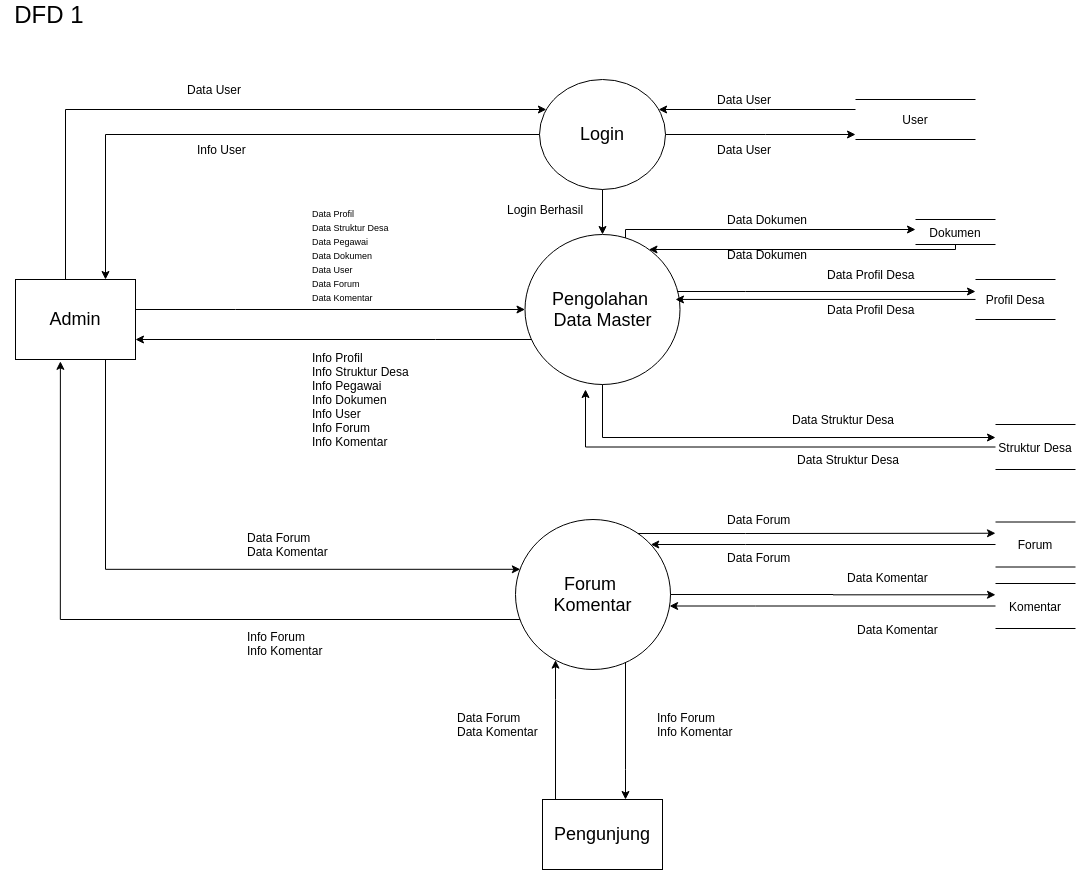 DFD 1
Data User
Data User
Login
User
Info User
Data User
Login Berhasil
Data Profil
Data Struktur Desa
Data Pegawai
Data Dokumen
Data User
Data Forum
Data Komentar
Data Dokumen
Dokumen
Data Dokumen
Data Profil Desa
Profil Desa
Data Profil Desa
Admin
Pengolahan
Data Master
Info Profil
Info Struktur Desa
Info Pegawai
Info Dokumen
Info User
Info Forum
Info Komentar
Data Struktur Desa
Struktur Desa
Data Struktur Desa
Data Forum
Data Komentar
Data Forum
Forum
Data Forum
Forum
Komentar
Data Komentar
Komentar
Data Komentar
Info Forum
Info Komentar
Data Forum
Data Komentar
Info Forum
Info Komentar
Pengunjung